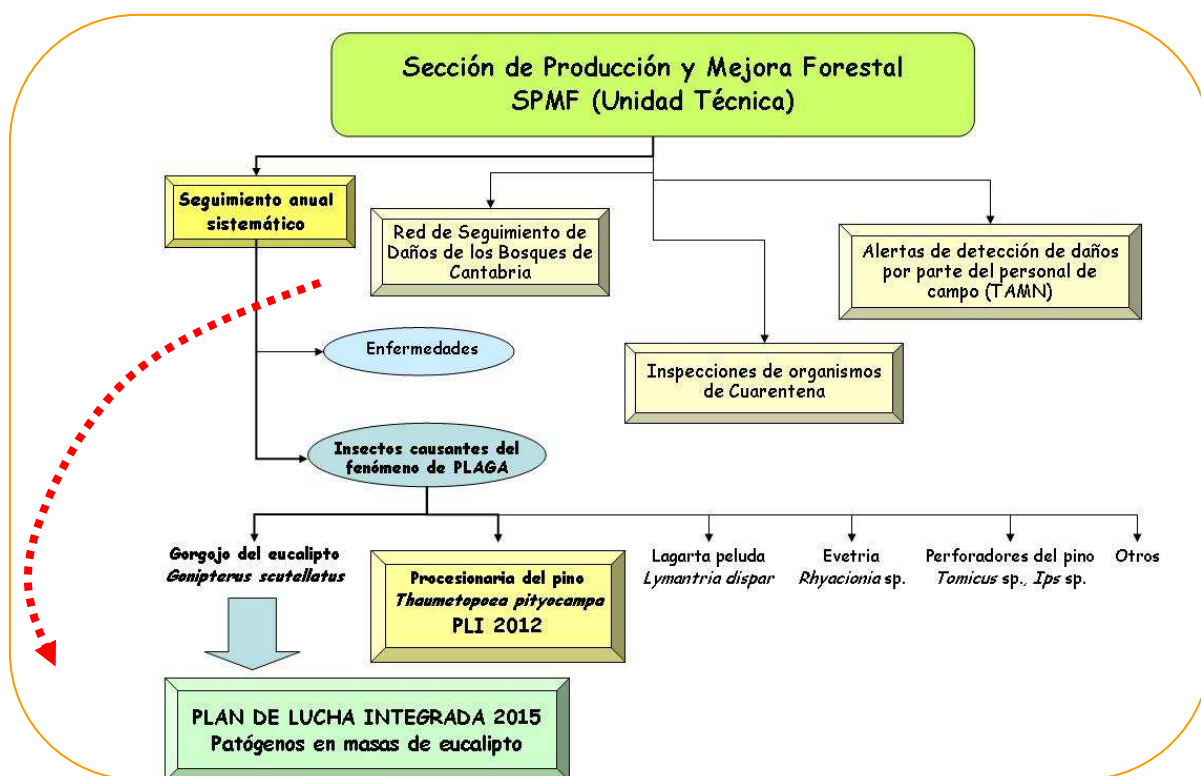 Sección de Producción y Mejora Forestal
SPMF (Unidad Técnica)
Seguimiento anual
sistemático
Red de Seguimiento de
Daños de los Bosques de
Cantabria
Alertas de detección de daños
por parte del personal de
campo (TAMN)
Enfermedades
Inspecciones de organismos
de Cuarentena
Insectos causantes del
fenómeno de PLAGA
Gorgojo del eucalipto
Gonipterus scutellatus
Procesionaria del pino
Thaumetopoea pityocampa
PLI 2012
Lagarta peluda
Lymantria dispar
Evetria
Rhyacionia sp.
Perforadores del pino
Tomicus sp., Ips sp.
Otros
PLAN DE LUCHA INTEGRADA 2015
Patógenos en masas de eucalipto